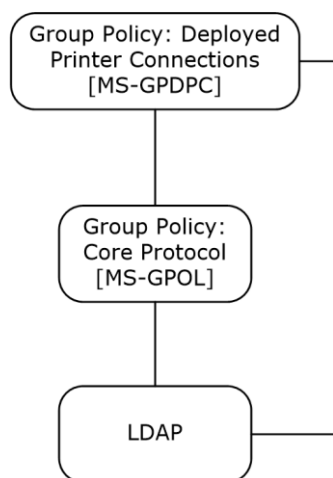 Group Policy: Deployed
Printer Connections
[MS-GPDPC]
Group Policy:
Core Protocol
[MS-GPOL]
LDAP